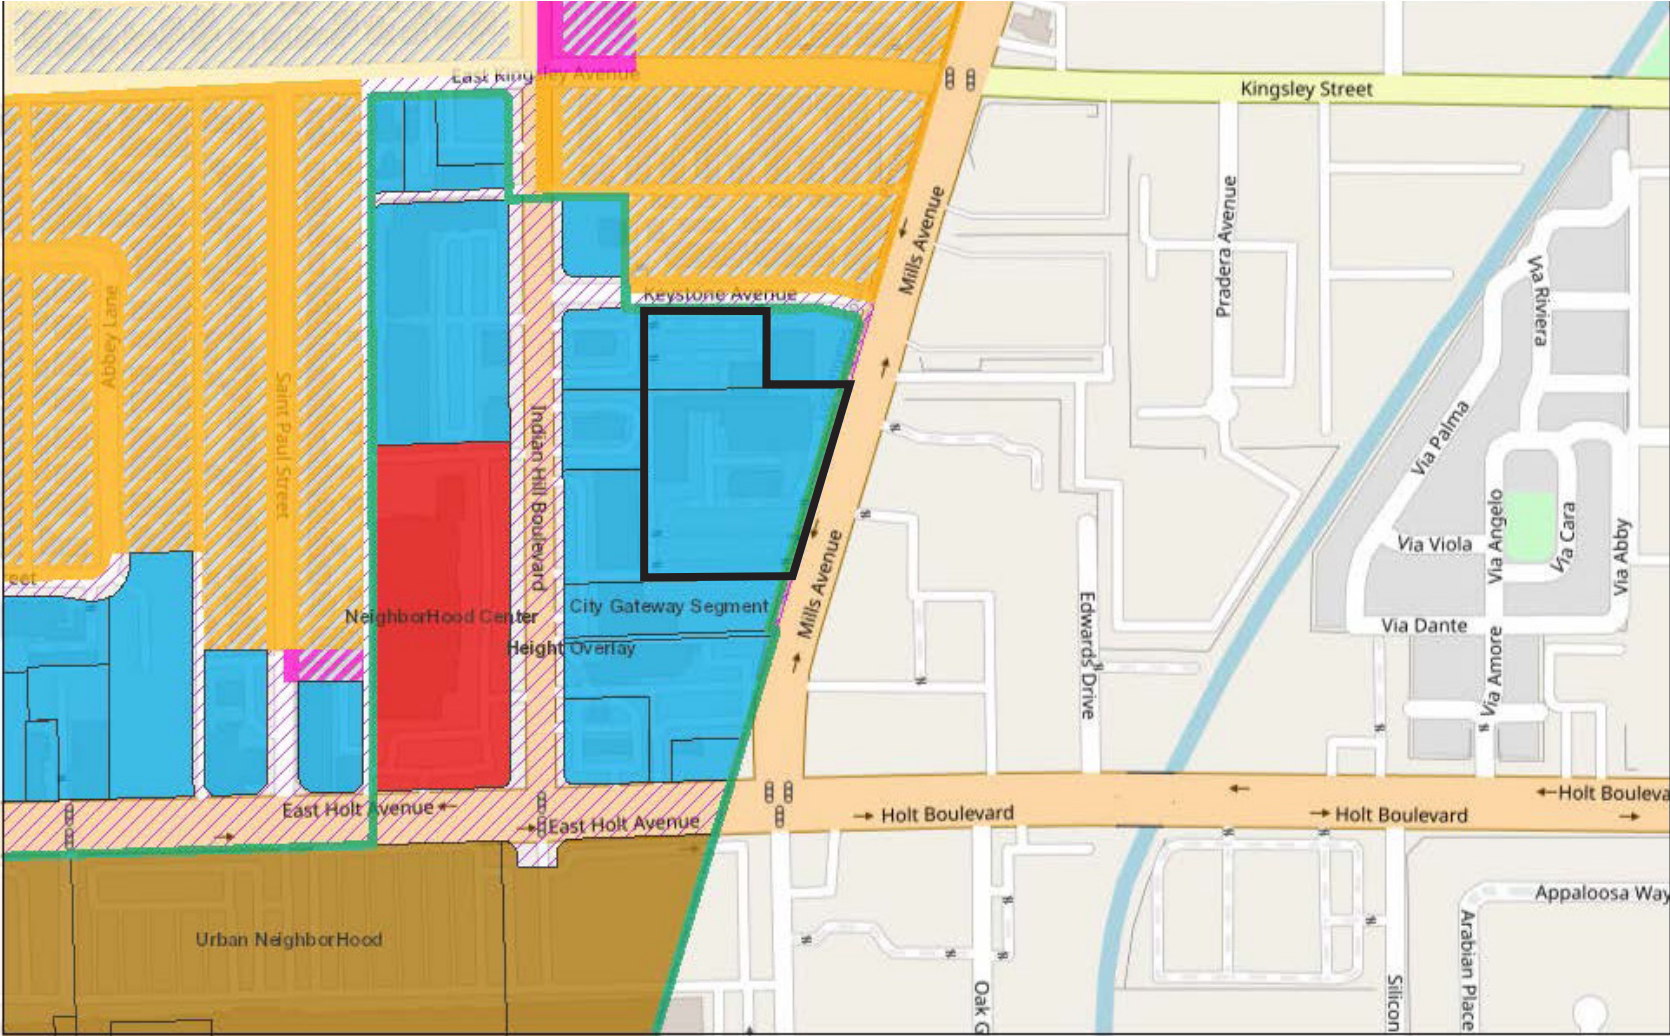 East Kingsley Avenue
Kingsley Street
Mills Avenue
Pradera Avenue
Via Riviera
Abbey Lane
Keystone Avenue
Saint Paul Street
Indian Hill Boulevard
Via Palma
Via Angelo
Via Cara
Via Abby
Via Viola
reet
Mills Avenue
City Gateway Segment
NeighborHood Center
Height Overlay
Edwards Drive
Via Dante
Via Amore
East Holt Avenue
East Holt Avenue
Holt Boulevard
Holt Boulevard
Holt Bouleva
Appaloosa Way
Urban NeighborHood
Arabian Place
Oak G
Silicon